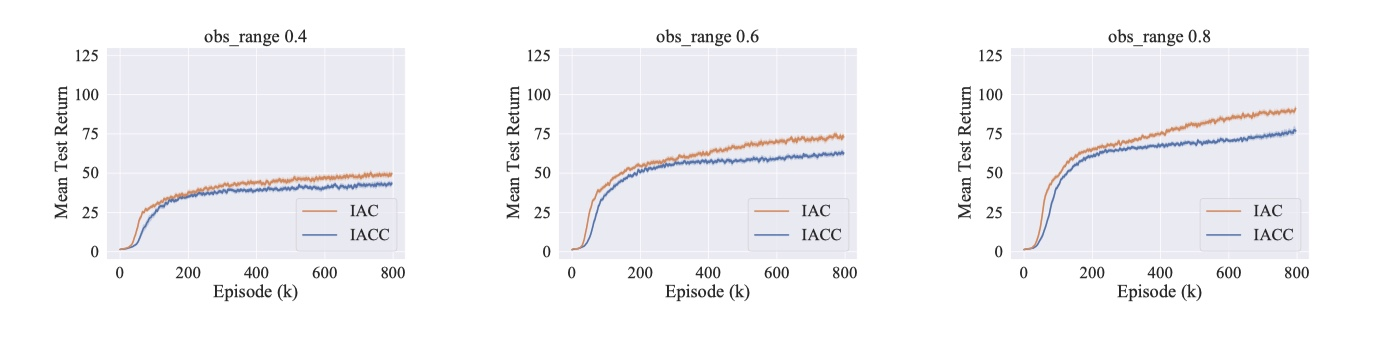 obs_range 0.4
125
100
75
50
25
0
Mean Test Return
IAC
IACC
0 200 400 600 800
Episode (k)
obs_range 0.6
125
100
75
50
25
0
Mean Test Return
IAC
IACC
0 200 400 600 800
Episode (k)
obs_range 0.8
125
100
75
50
25
0
Mean Test Return
IAC
IACC
0 200 400 600 800
Episode (k)